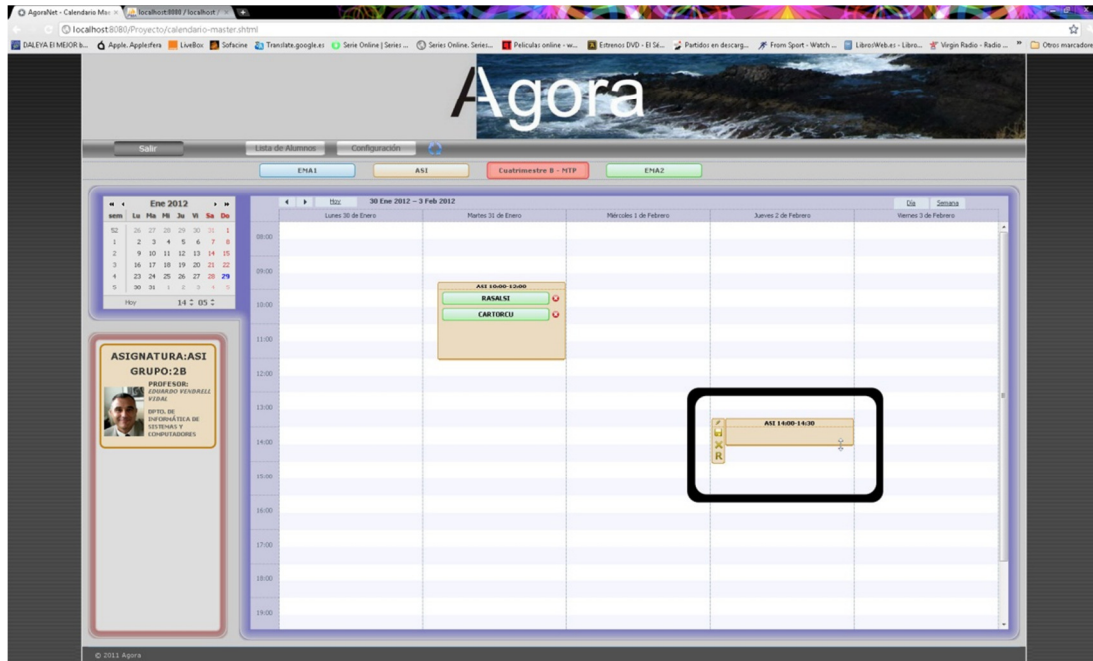 AgoraNet - Calendario Mas
localhost:8080 / localhost /
localhost:8080/Proyecto/calendario-master.shtml
DALEYA El MEJOR b... Apple. Applesfera LiveBox Sofacine Translate.google.es Serie Online | Series ... Series Online. Series... Peliculas online - w... Estrenos DVD - El Sé... Partidos en descarg... From Sport - Watch ... LibrosWeb.es - Libro... Virgin Radio - Radio ... » Otros marcadore
Agora
Salir Lista de Alumnos Configuración
EMA1 ASI Cuatrimestre B - MTP EMA2
Ene 2012
sem Lu Ma Mi Ju Vi Sa Do
52 26 27 28 29 30 31 1
1 2 3 4 5 6 7 8
2 9 10 11 12 13 14 15
3 16 17 18 19 20 21 22
4 23 24 25 26 27 28 29
5 30 31 1 2 3 4 5
Hoy 14 : 05
Hoy 30 Ene 2012 – 3 Feb 2012 Día Semana
Lunes 30 de Enero Martes 31 de Enero Miércoles 1 de Febrero Jueves 2 de Febrero Viernes 3 de Febrero
08:00
09:00
ASI 10:00-12:00
RASALSI
10:00
CARTORCU
11:00
12:00
13:00
ASI 14:00-14:30
R
14:00
15:00
16:00
17:00
18:00
19:00
ASIGNATURA:ASI
GRUPO:2B
PROFESOR:
EDUARDO VENDRELL
VIDAL
DPTO. DE
INFORMÁTICA DE
SISTEMAS Y
COMPUTADORES
© 2011 Agora